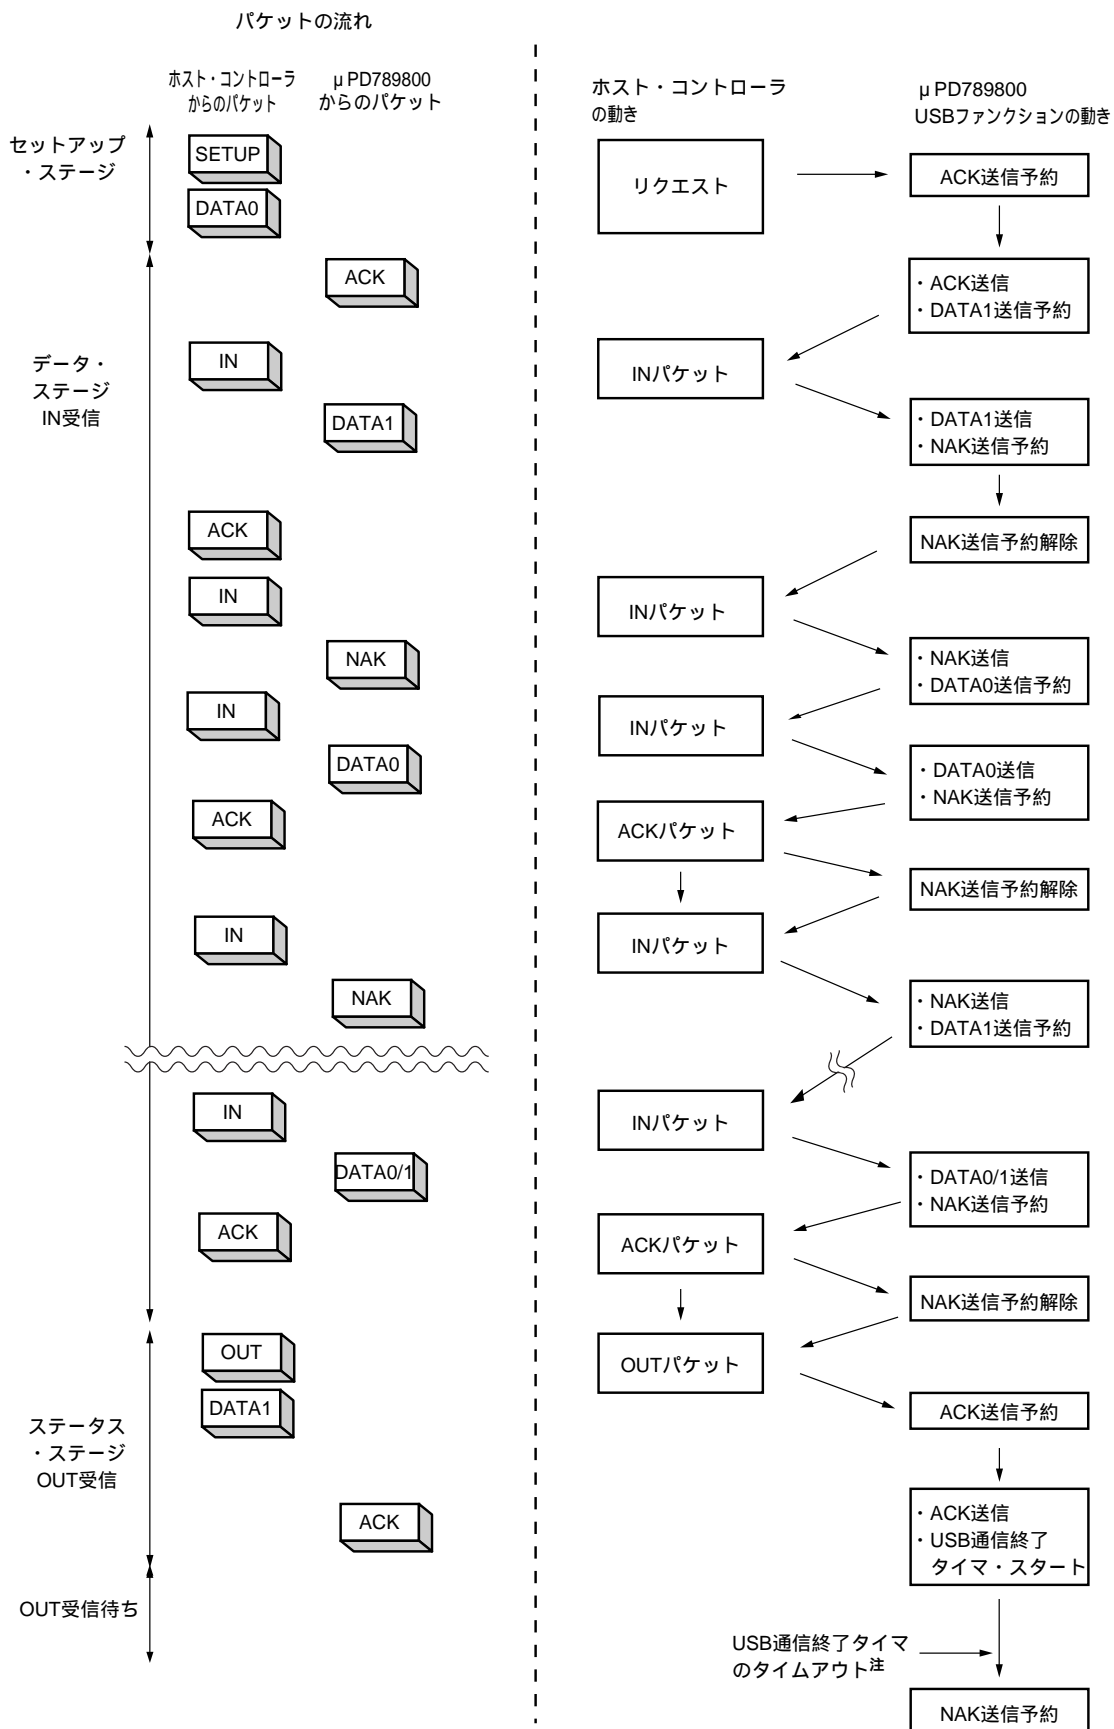 パケットの流れ
ホスト・コントローラ
からのパケット
μPD789800
からのパケット
セットアップ
・ステージ
SETUP
DATA0
ACK
データ・
ステージ
IN受信
IN
DATA1
ACK
IN
NAK
IN
DATA0
ACK
IN
NAK
IN
DATA0/1
ACK
ステータス
・ステージ
OUT受信
OUT
DATA1
ACK
OUT受信待ち
ホスト・コントローラ
の動き
μPD789800
USBファンクションの動き
リクエスト
ACK送信予約
・ACK送信
・DATA1送信予約
INパケット
・DATA1送信
・NAK送信予約
NAK送信予約解除
INパケット
・NAK送信
・DATA0送信予約
INパケット
・DATA0送信
・NAK送信予約
ACKパケット
NAK送信予約解除
INパケット
・NAK送信
・DATA1送信予約
INパケット
・DATA0/1送信
・NAK送信予約
ACKパケット
NAK送信予約解除
OUTパケット
ACK送信予約
・ACK送信
・USB通信終了
タイマ・スタート
USB通信終了タイマ
のタイムアウト注
NAK送信予約